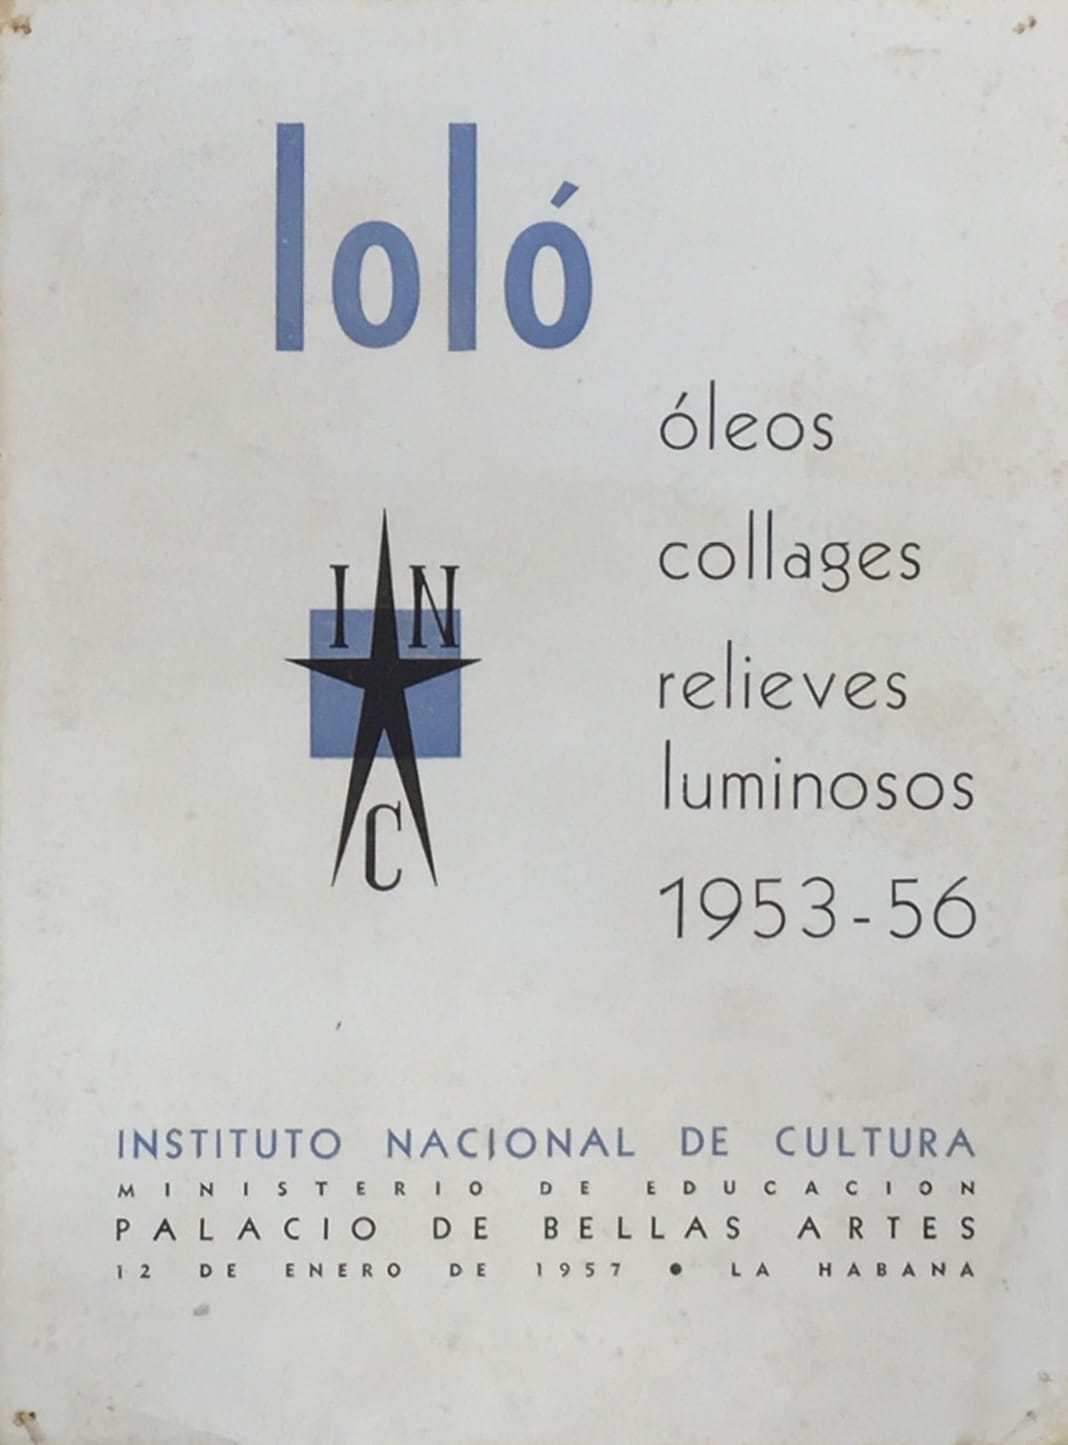 loló
óleos
collages
relieves
luminosos
1953-56
I N
C
INSTITUTO NACIONAL DE CULTURA
MINISTERIO DE EDUCACION
PALACIO DE BELLAS ARTES
12 DE ENERO DE 1957 • LA HABANA